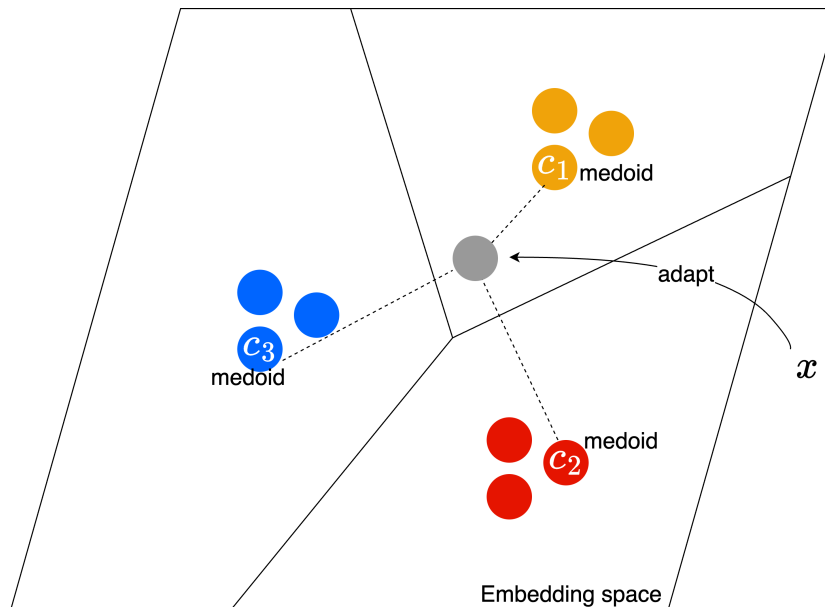 c₁
medoid
adapt
c₃
x
medoid
medoid
c₂
Embedding space